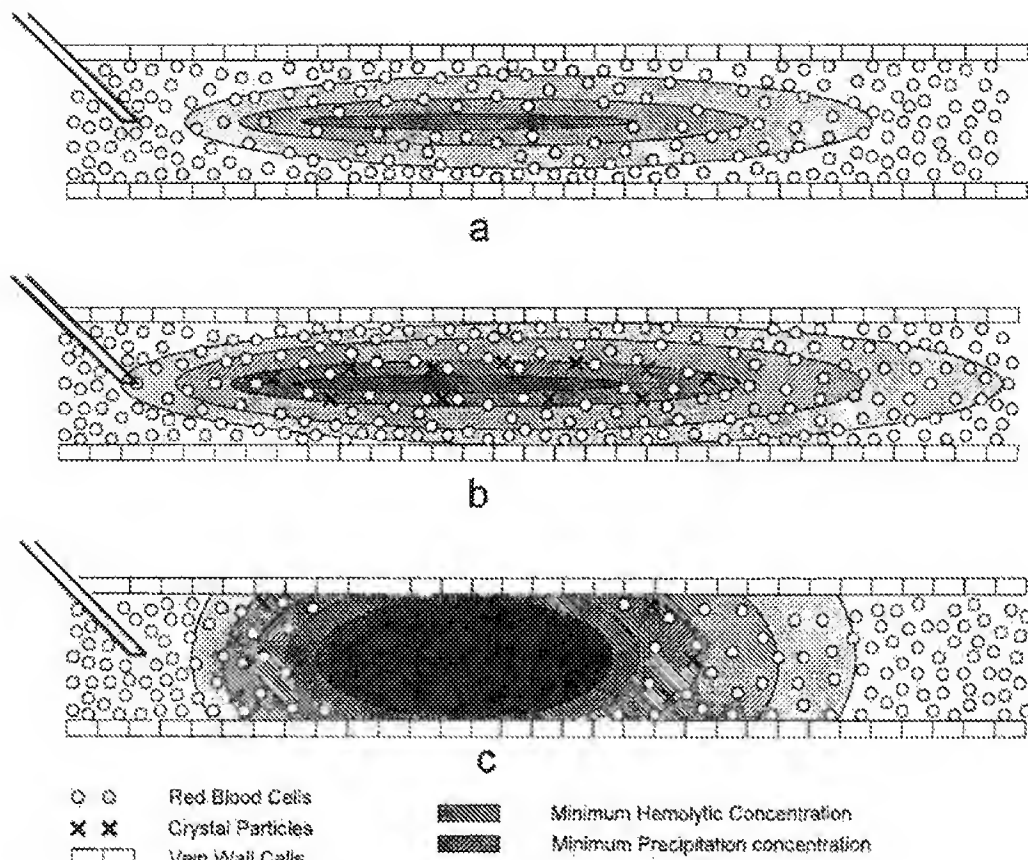 a
b
c
Red Blood Cells
Crystal Particles
Vein Wall Cells
Minimum Hemolytic Concentration
Minimum Precipitation concentration